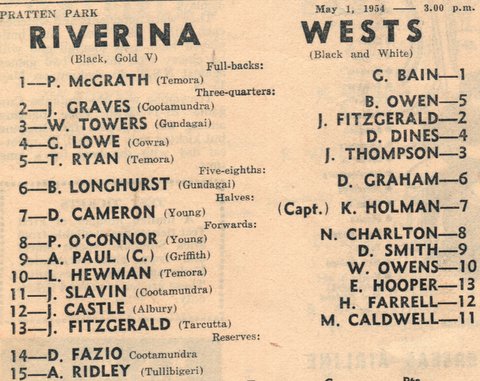 PRATTEN PARK May 1, 1954 — 3.00 p.m.
RIVERINA WESTS
(Black, Gold V) (Black and White)
Full-backs:
1—P. McGRATH (Temora) G. BAIN—1
Three-quarters:
2—J. GRAVES (Cootamundra) B. OWEN—5
3—W. TOWERS (Gundagai) J. FITZGERALD—2
4—G. LOWE (Cowra) D. DINES—4
5—T. RYAN (Temora) J. THOMPSON—3
Five-eighths:
6—B. LONGHURST (Gundagai) D. GRAHAM—6
Halves:
7—D. CAMERON (Young) (Capt.) K. HOLMAN—7
Forwards:
8—P. O'CONNOR (Young) N. CHARLTON—8
9—A. PAUL (C.) (Griffith) D. SMITH—9
10—L. HEWMAN (Temora) W. OWENS—10
11—J. SLAVIN (Cootamundra) E. HOOPER—13
12—J. CASTLE (Albury) H. FARRELL—12
13—J. FITZGERALD (Tarcutta) M. CALDWELL—11
Reserves:
14—D. FAZIO Cootamundra
15—A. RIDLEY (Tullibigeri)